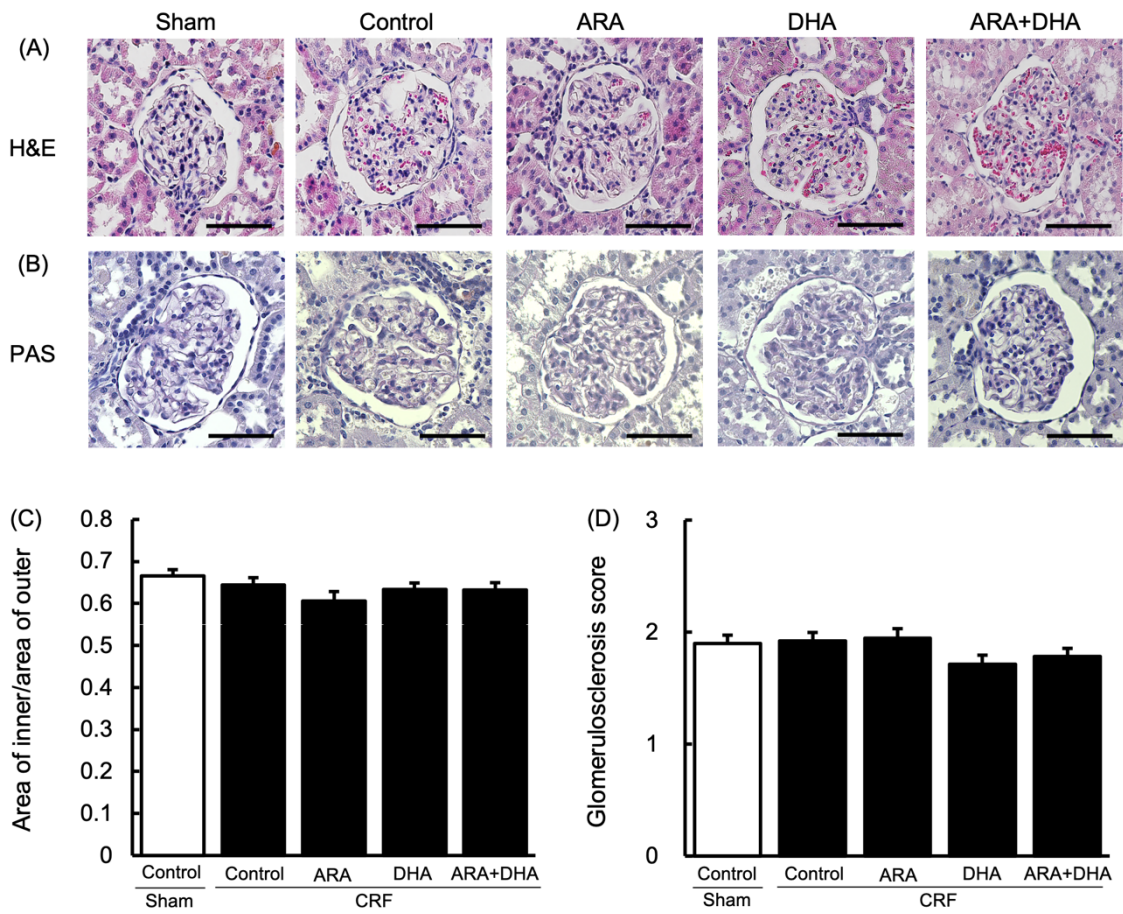 Sham Control ARA DHA ARA+DHA
(A)
H&E
(B)
PAS
(C)
Area of inner/area of outer
0.8
0.7
0.6
0.5
0.4
0.3
0.2
0.1
0
Control Control ARA DHA ARA+DHA
Sham CRF
(D)
Glomerulosclerosis score
3
2
1
0
Control Control ARA DHA ARA+DHA
Sham CRF